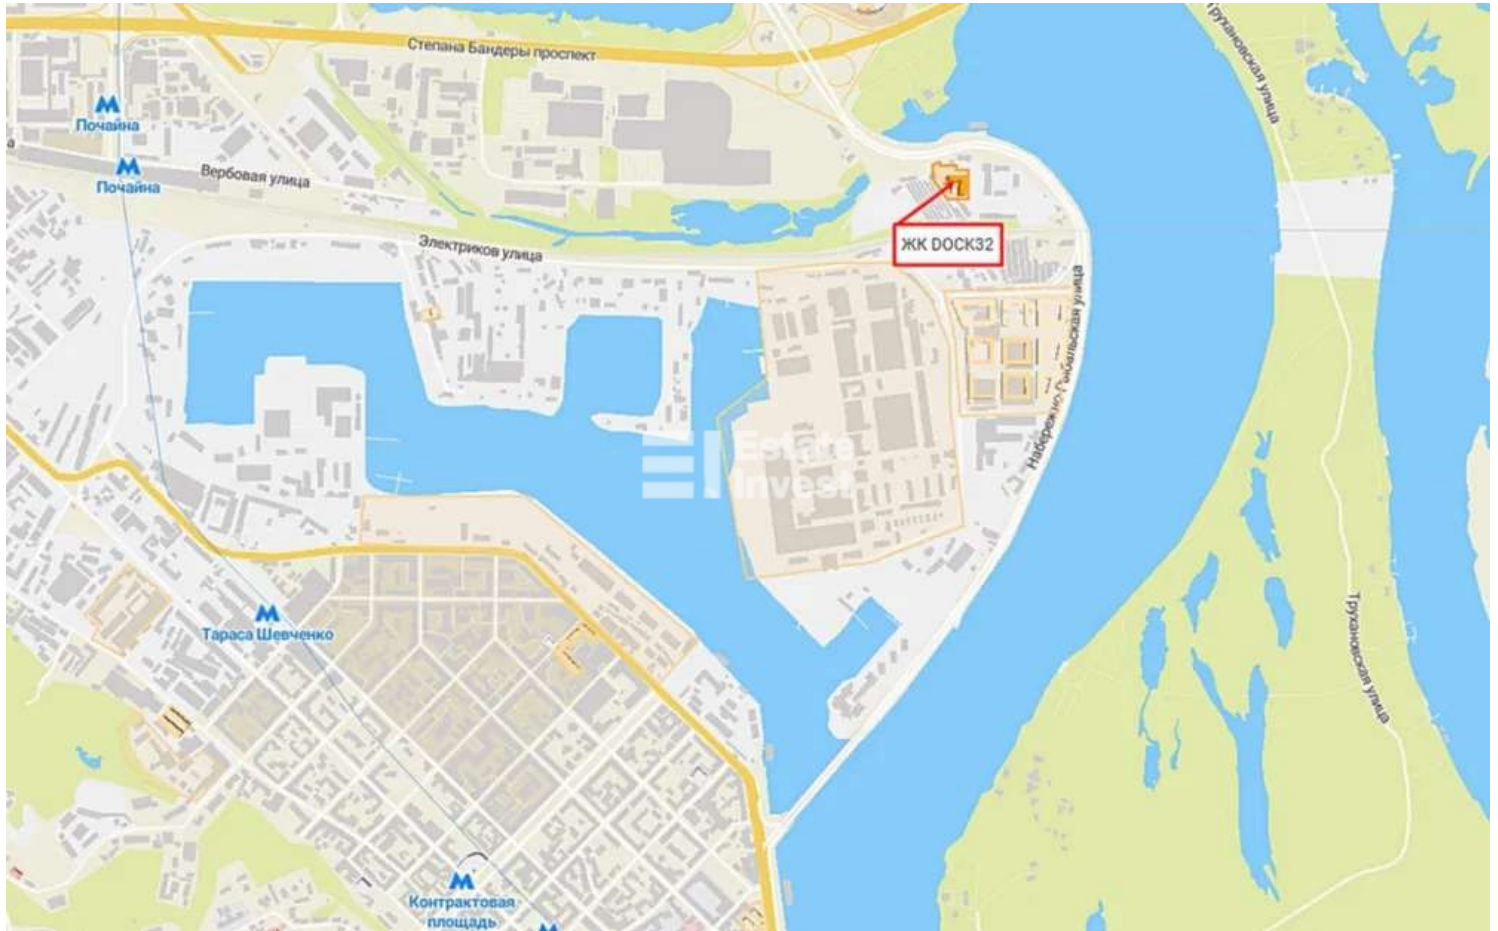 Степана Бандеры проспект
Трухановская улица
Почайна
Почайна
Вербовая улица
ЖК DOCK32
Электриков улица
Набережно-Рыбальская улица
Estate
Invest
Тараса Шевченко
Трухановская улица
Контрактовая
площадь